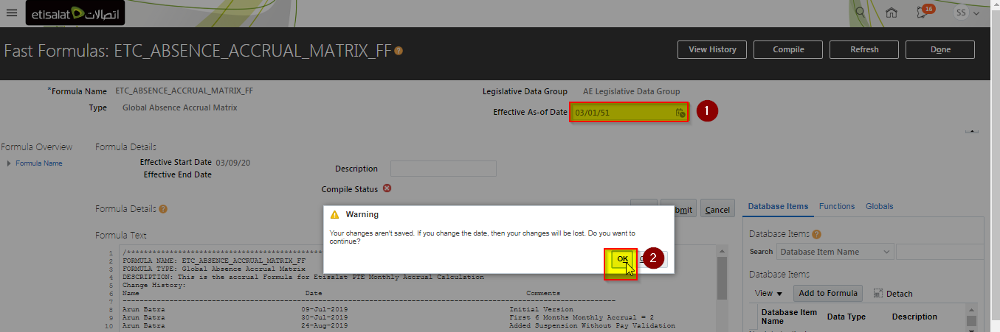 etisalat اتصالات
16
SS
Fast Formulas: ETC_ABSENCE_ACCRUAL_MATRIX_FF
View History
Compile
Refresh
Done
*Formula Name ETC_ABSENCE_ACCRUAL_MATRIX_FF
Legislative Data Group AE Legislative Data Group
Type Global Absence Accrual Matrix
Effective As-of Date 03/01/51
1
Formula Overview
Formula Name
Formula Details
Effective Start Date 03/09/20
Effective End Date
Description
Compile Status
Formula Details
Cancel
Database Items Functions Globals
Warning
Your changes aren't saved. If you change the date, then your changes will be lost. Do you want to
continue?
OK
2
Formula Text
1 /************************************************
2 FORMULA NAME: ETC_ABSENCE_ACCRUAL_MATRIX_FF
3 FORMULA TYPE: Global Absence Accrual Matrix
4 DESCRIPTION: This is the accrual Formula for Etisalat PTE Monthly Accrual Calculation
5 Change History:
6 Name Date Comments
7 ------------------------------------------------
8 Arun Batra 09-Jul-2019 Initial Version
9 Arun Batra 30-Jul-2019 First 6 Months Monthly Accrual = 2
10 Arun Batra 24-Aug-2019 Added Suspension Without Pay Validation
Database Items
Search Database Item Name
Database Items
View Add to Formula Detach
Database Item
Name
Data Type
Description